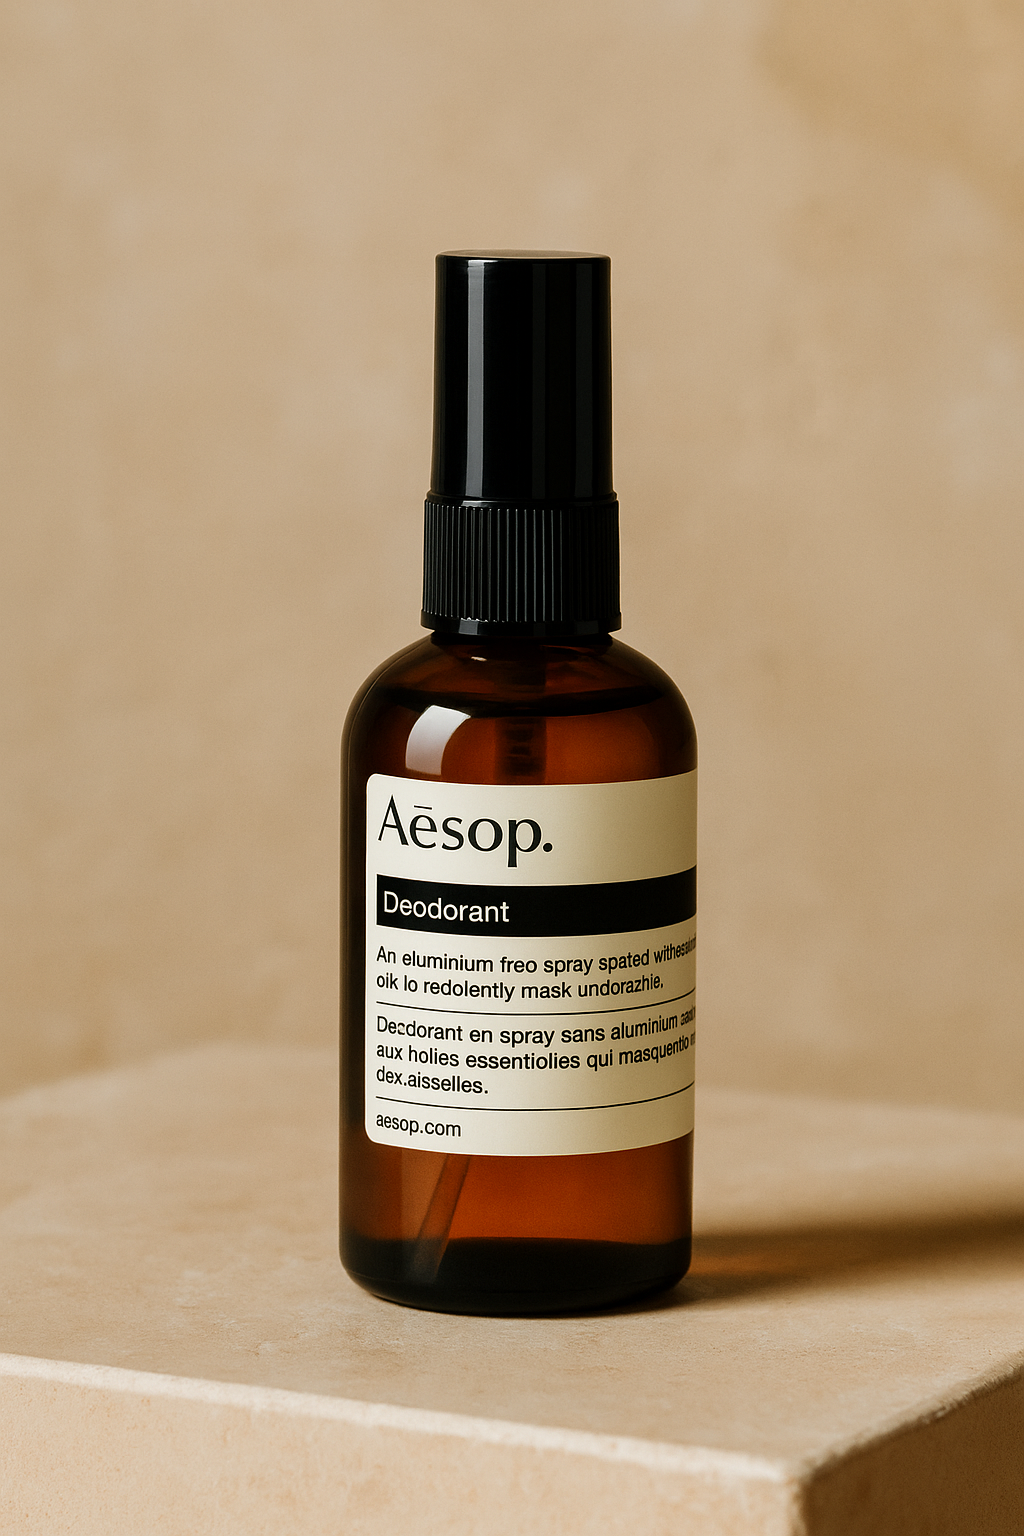 Aēsop.
Deodorant
An eluminium freo spray spated
oik lo redolently mask undorazhie.
Deodorant en spray sans aluminium
aux holies essentiolies qui masquentio
dex.aisselles.
aesop.com